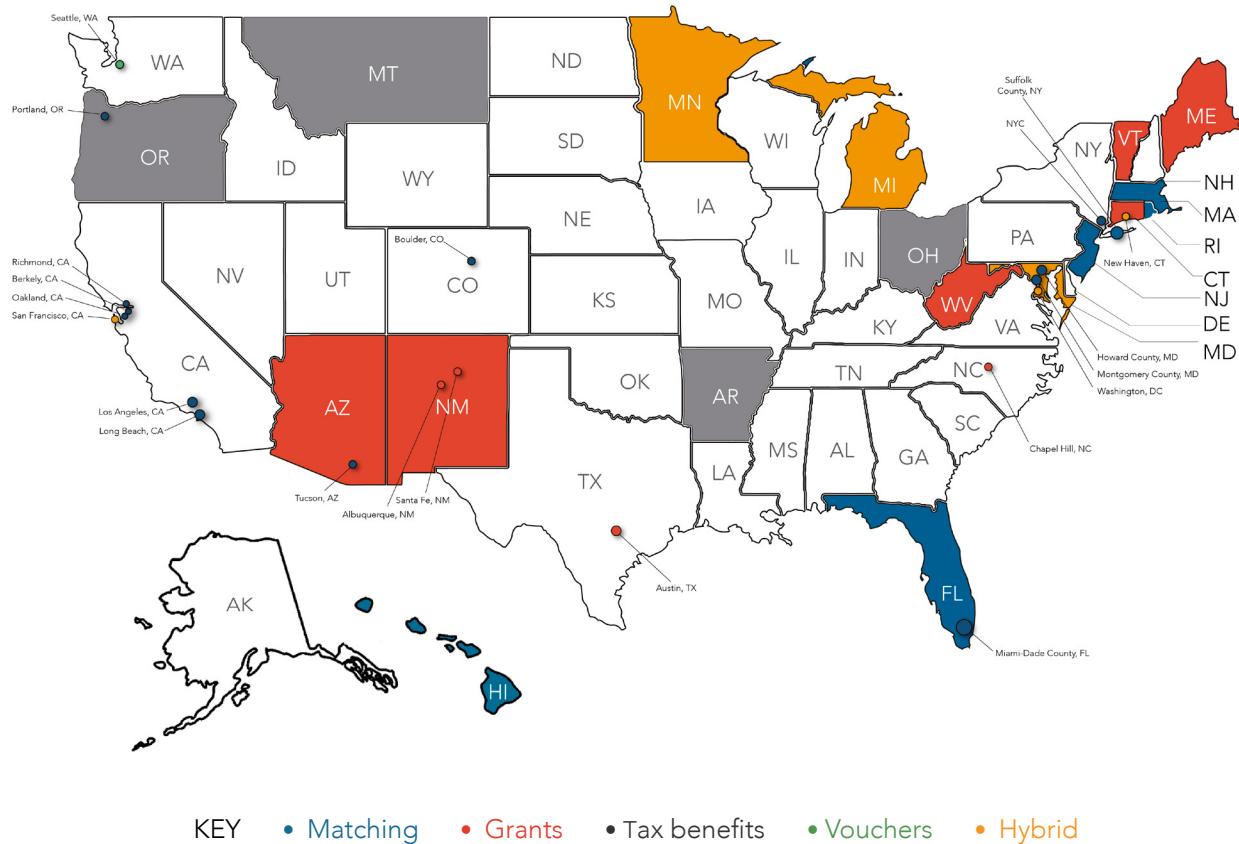 Seattle, WA
WA
MT
ND
MN
Portland, OR
OR
ID
SD
WI
Suffolk
County, NY
NYC
NY
VT
ME
NH
MA
RI
New Haven, CT
CT
NJ
DE
MD
WY
NE
IA
MI
PA
OH
IL
IN
NV
UT
Boulder, CO
CO
KS
MO
WV
VA
KY
Richmond, CA
Berkely, CA
Oakland, CA
San Francisco, CA
CA
Howard County, MD
Montgomery County, MD
Washington, DC
Los Angeles, CA
Long Beach, CA
AZ
NM
OK
AR
TN
NC
SC
Chapel Hill, NC
MS
AL
GA
LA
TX
Tucson, AZ
Santa Fe, NM
Albuquerque, NM
Austin, TX
AK
HI
FL
Miami-Dade County, FL
KEY
Matching
Grants
Tax benefits
Vouchers
Hybrid